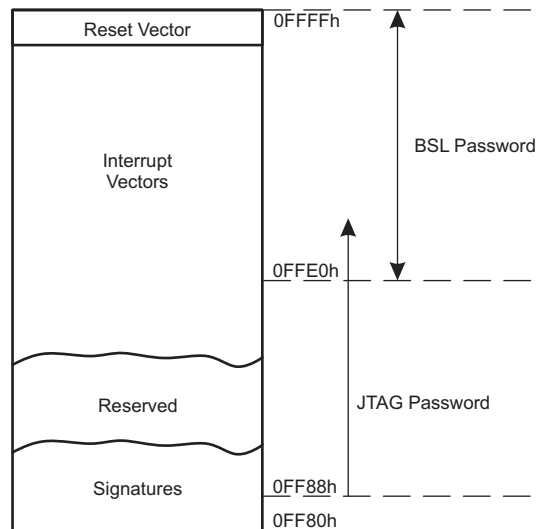 Reset Vector
0FFFFh
BSL Password
Interrupt
Vectors
0FFE0h
Reserved
JTAG Password
Signatures
0FF88h
0FF80h